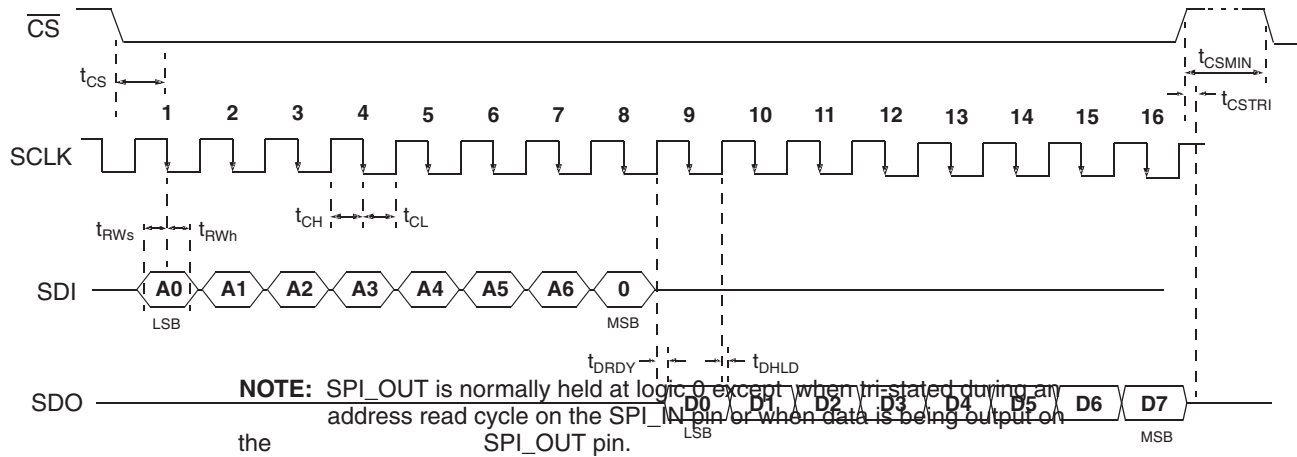 CS
tCS
tCSMIN
tCSTRI
1 2 3 4 5 6 7 8 9 10 11 12 13 14 15 16
SCLK
tRWs tRWh
tCH tCL
SDI A0 A1 A2 A3 A4 A5 A6 0
LSB MSB
tDRDY tDHLD
NOTE: SPI_OUT is normally held at logic 0 except when tri-stated during an
address read cycle on the SPI_IN pin or when data is being output on
the SPI_OUT pin.
SDO D0 D1 D2 D3 D4 D5 D6 D7
LSB MSB